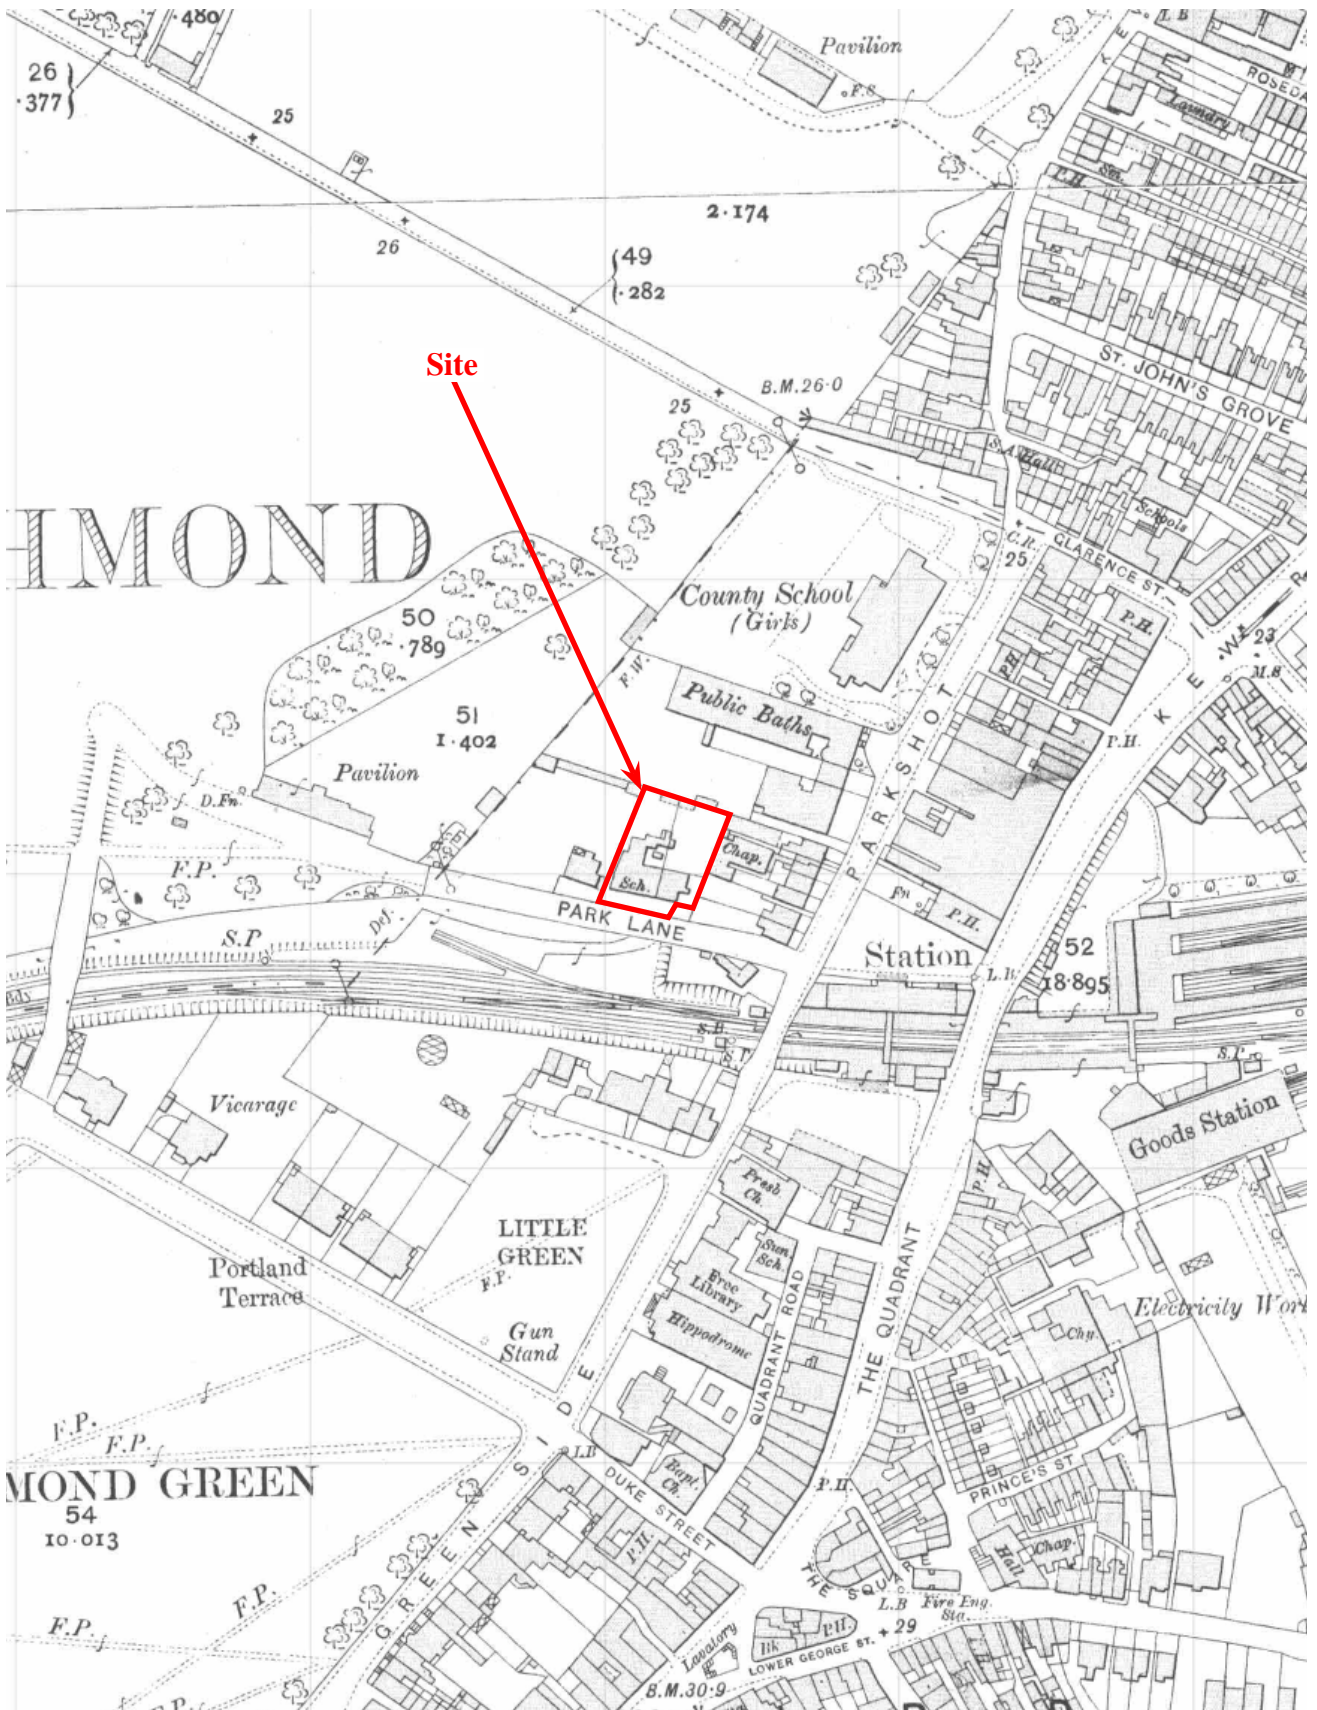 .480
26
.377
25
Pavilion
F.S.
K E
L B
ROSEDA
Laundry
Sm.
P.H.
2.174
26
49
.282
Site
B.M.26.0
25
ST. JOHN'S GROVE
S.A. Hall
Schools
HMOND
C.R.
25
CLARENCE ST.
County School
(Girls)
P.H.
P.H.
50
.789
F.W.
23
M.S.
K E W R
Public Baths
51
1.402
P.H.
Pavilion
D.Fn.
PARKSHOT
F.P.
Chap.
Sch.
Fn
P.H.
PARK LANE
Def.
S.P
Station
52
18.895
L.B.
Bdy
S.B.
S.P.
S.P.
Vicarage
Goods Station
P.H.
Presb.
Ch.
LITTLE
GREEN
F.P.
Sun.
Sch.
Portland
Terrace
Free
Library
Hippodrome
Gun
Stand
QUADRANT ROAD
THE QUADRANT
Electricity Wor
Chy.
F.P.
F.P.
L.B
Bapt.
Ch.
DUKE STREET
P.H.
PRINCE'S ST
MOND GREEN
54
10.013
P.H.
Hall
Chap.
THE SQUARE
L.B
Fire Eng.
Sta.
F.P.
F.P.
GREENSIDE
Lavatory
Bk
P.H.
29
LOWER GEORGE ST.
B.M.30.9
F.P.